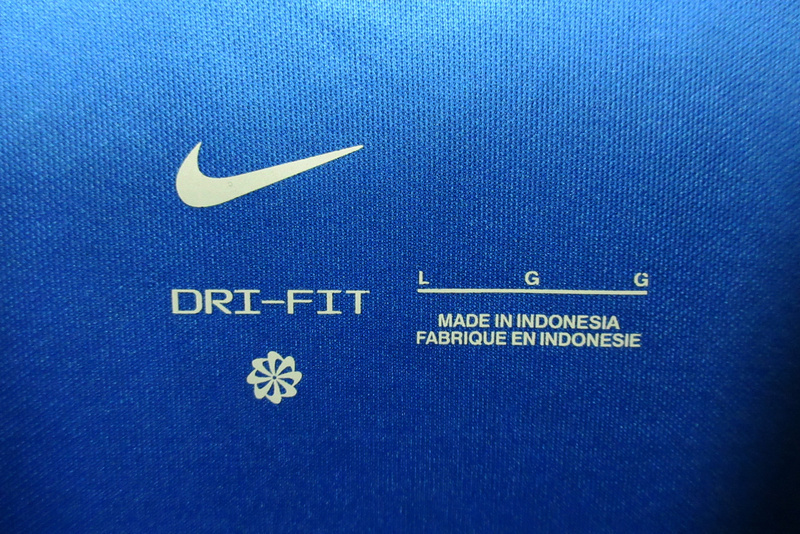 DRI-FIT
L G G
MADE IN INDONESIA
FABRIQUE EN INDONESIE